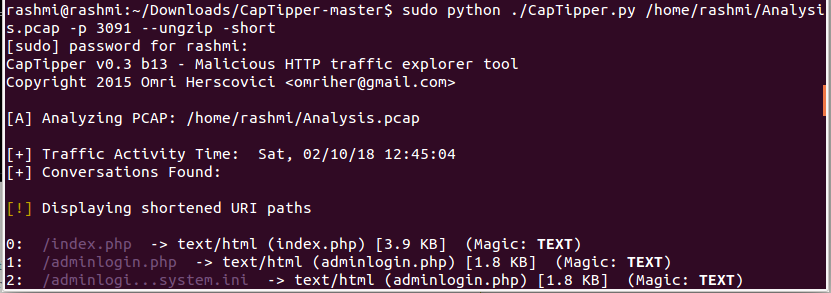 rashmi@rashmi:~/Downloads/CapTipper-master$ sudo python ./CapTipper.py /home/rashmi/Analysi
s.pcap -p 3091 --ungzip -short
[sudo] password for rashmi:
CapTipper v0.3 b13 - Malicious HTTP traffic explorer tool
Copyright 2015 Omri Herscovici <omriher@gmail.com>
[A] Analyzing PCAP: /home/rashmi/Analysis.pcap
[+] Traffic Activity Time:  Sat, 02/10/18 12:45:04
[+] Conversations Found:
[!] Displaying shortened URI paths
0:  /index.php  -> text/html (index.php) [3.9 KB]  (Magic: TEXT)
1:  /adminlogin.php  -> text/html (adminlogin.php) [1.8 KB]  (Magic: TEXT)
2:  /adminlogi...system.ini  -> text/html (adminlogin.php) [1.8 KB]  (Magic: TEXT)